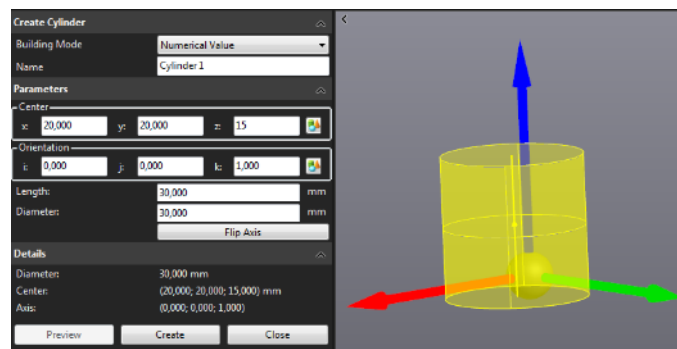 Create Cylinder
Building Mode Numerical Value
Name Cylinder 1
Parameters
Center
x: 20,000 y: 20,000 z: 15
Orientation
i: 0,000 j: 0,000 k: 1,000
Length: 30,000 mm
Diameter: 30,000 mm
Flip Axis
Details
Diameter: 30,000 mm
Center: (20,000; 20,000; 15,000) mm
Axis: (0,000; 0,000; 1,000)
Preview Create Close